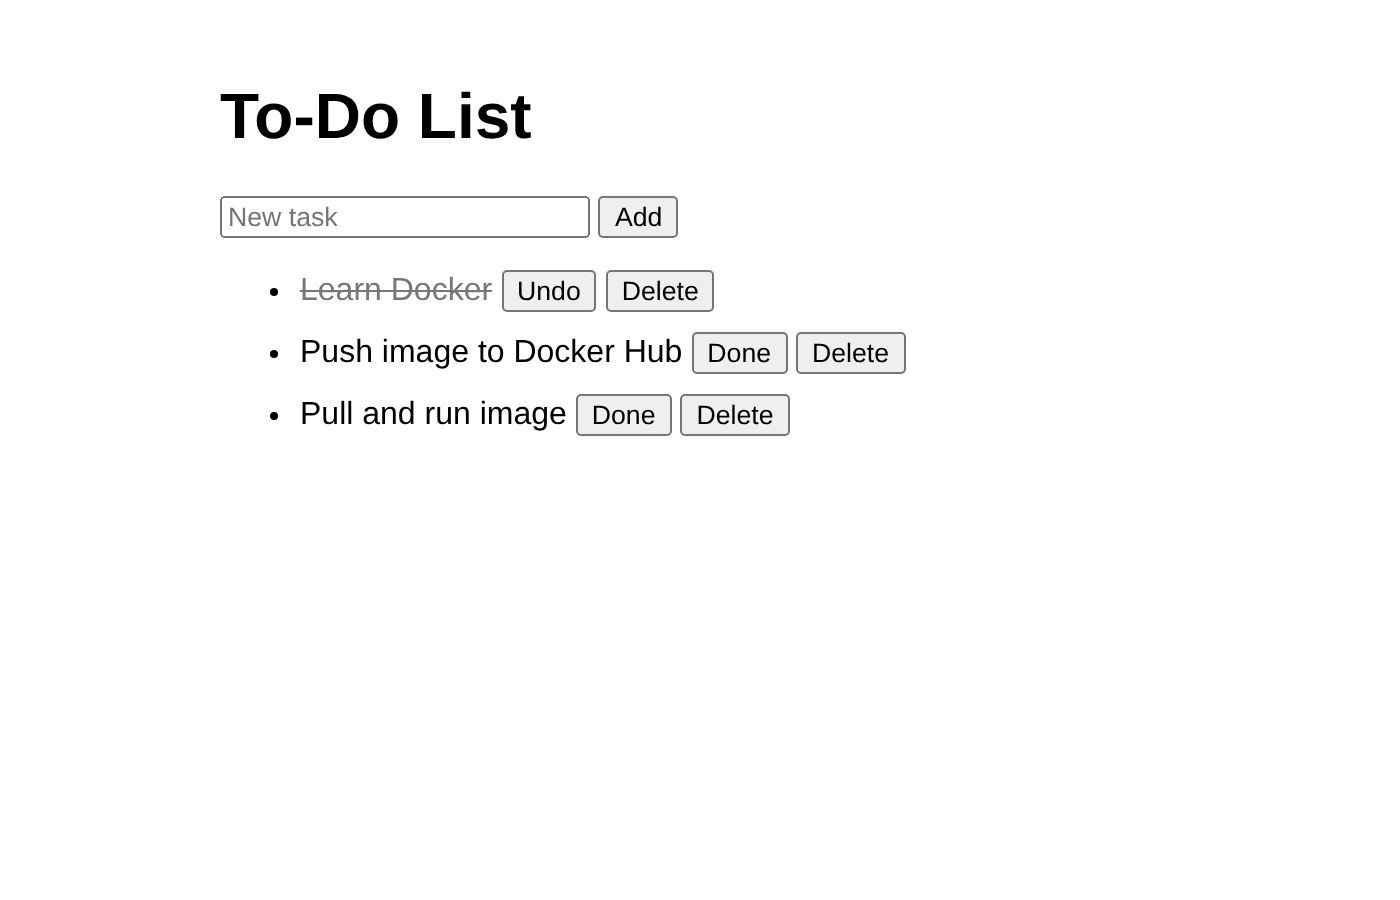 To-Do List
New task Add
Learn Docker Undo Delete
Push image to Docker Hub Done Delete
Pull and run image Done Delete